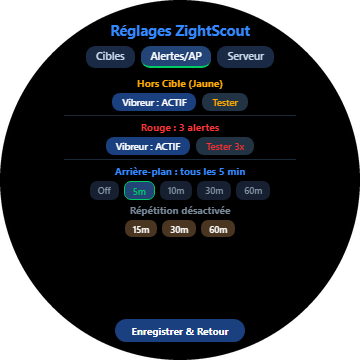 Réglages ZightScout
Cibles Alertes/AP Serveur
Hors Cible (Jaune)
Vibreur : ACTIF Tester
Rouge : 3 alertes
Vibreur : ACTIF Tester 3x
Arrière-plan : tous les 5 min
Off 5m 10m 30m 60m
Répétition désactivée
15m 30m 60m
Enregistrer & Retour